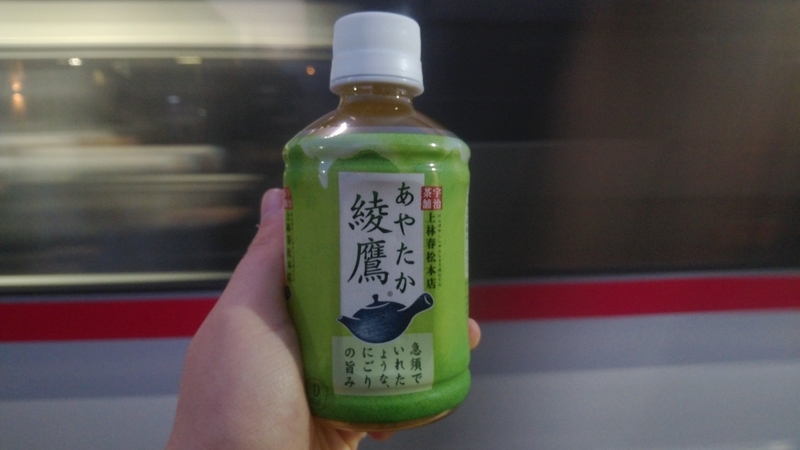 宇治
茶舗
上林春松本店
あやたか
綾鷹
急須で
いれた
ような、
にごり
の旨み